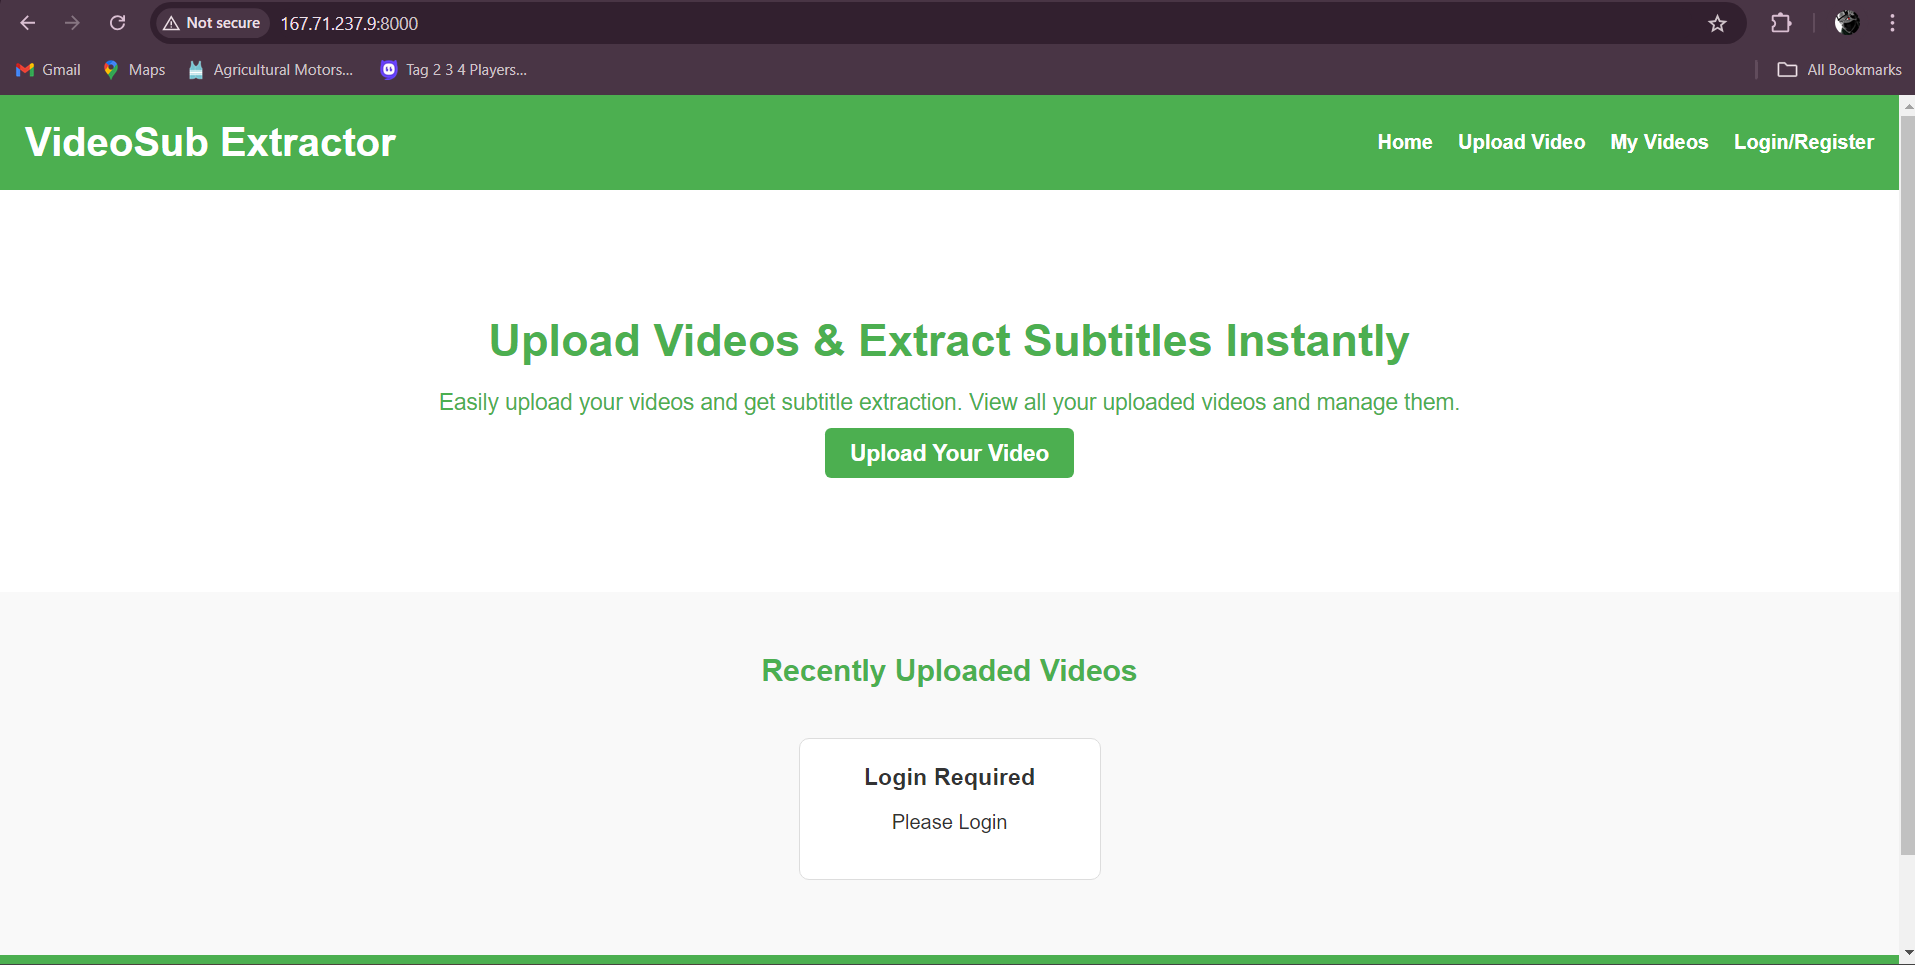 Not secure 167.71.237.9:8000
Gmail Maps Agricultural Motors... Tag 2 3 4 Players... All Bookmarks
VideoSub Extractor Home Upload Video My Videos Login/Register
Upload Videos & Extract Subtitles Instantly
Easily upload your videos and get subtitle extraction. View all your uploaded videos and manage them.
Upload Your Video
Recently Uploaded Videos
Login Required
Please Login